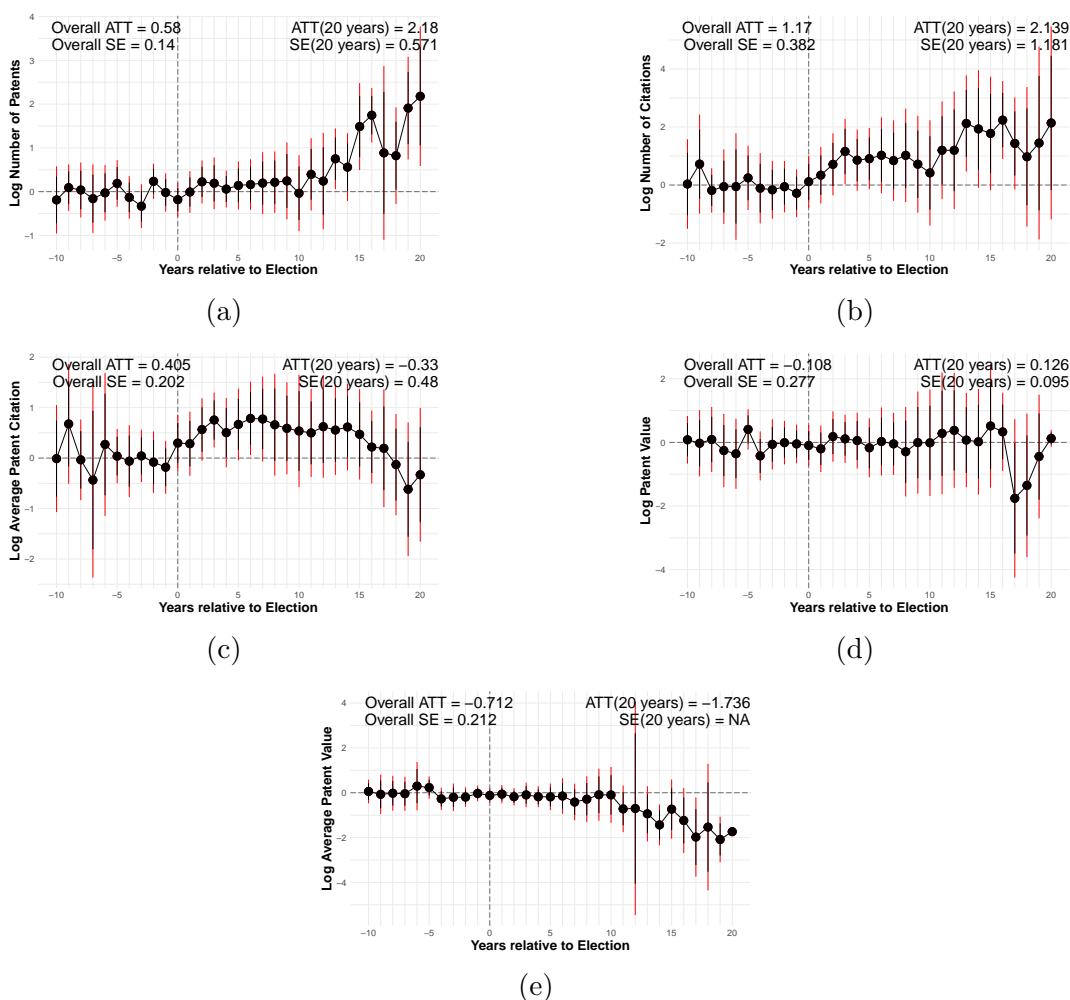 Overall ATT = 0.58 ATT(20 years) = 2.18
Overall SE = 0.14 SE(20 years) = 0.571
Log Number of Patents
4
3
2
1
0
−1
−10 −5 0 5 10 15 20
Years relative to Election
(a)
Overall ATT = 1.17 ATT(20 years) = 2.139
Overall SE = 0.382 SE(20 years) = 1.181
Log Number of Citations
4
2
0
−2
−10 −5 0 5 10 15 20
Years relative to Election
(b)
Overall ATT = 0.405 ATT(20 years) = −0.33
Overall SE = 0.202 SE(20 years) = 0.48
Log Average Patent Citation
2
1
0
−1
−2
−10 −5 0 5 10 15 20
Years relative to Election
(c)
Overall ATT = −0.108 ATT(20 years) = 0.126
Overall SE = 0.277 SE(20 years) = 0.095
Log Patent Value
2
0
−2
−4
−10 −5 0 5 10 15 20
Years relative to Election
(d)
Overall ATT = −0.712 ATT(20 years) = −1.736
Overall SE = 0.212 SE(20 years) = NA
Log Average Patent Value
4
2
0
−2
−4
−10 −5 0 5 10 15 20
Years relative to Election
(e)